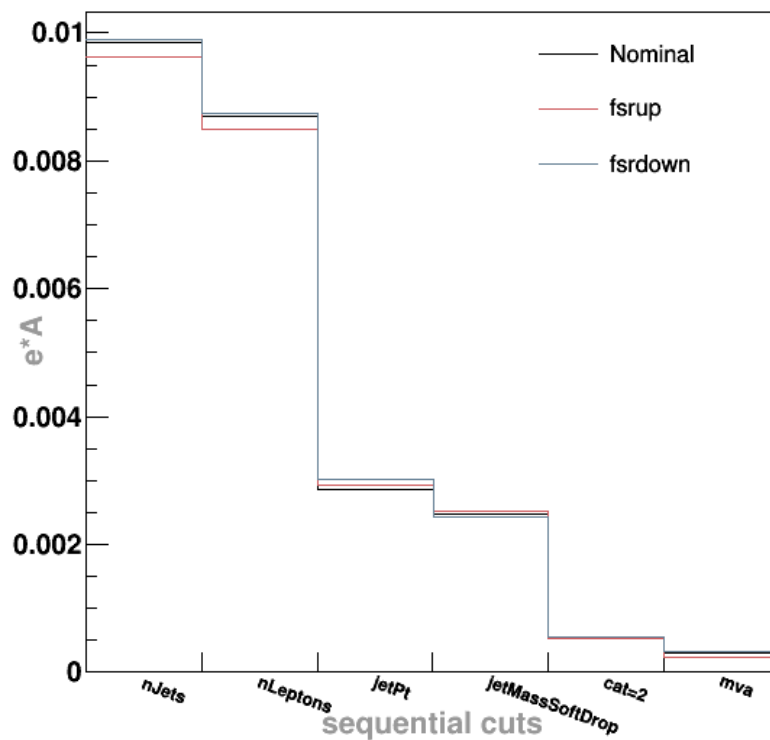 0.01
0.008
0.006
0.004
0.002
0
e*A
Nominal
fsrup
fsrdown
nJets
nLeptons
jetPt
jetMassSoftDrop
cat=2
mva
sequential cuts